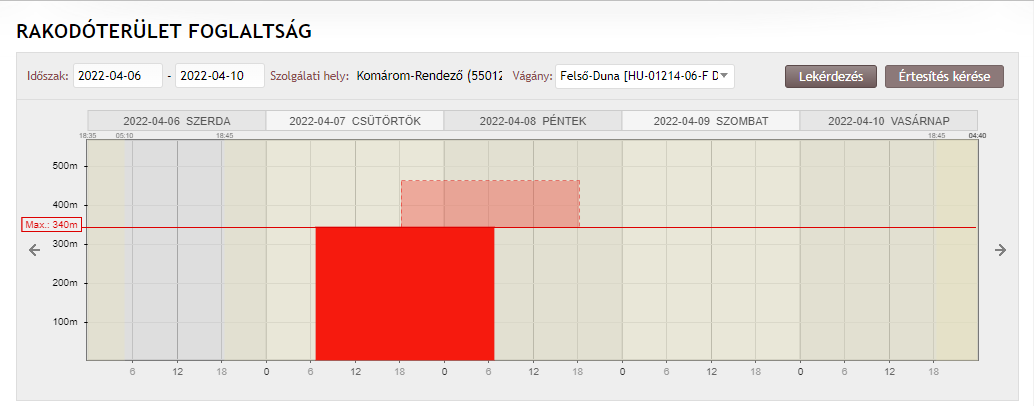 RAKODÓTERÜLET FOGLALTSÁG
Időszak: 2022-04-06 - 2022-04-10 Szolgálati hely: Komárom-Rendező (55012 Vágány: Felső-Duna [HU-01214-06-F D Lekérdezés Értesítés kérése
2022-04-06 SZERDA 2022-04-07 CSÜTÖRTÖK 2022-04-08 PÉNTEK 2022-04-09 SZOMBAT 2022-04-10 VASÁRNAP
18:35 05:10 18:45 18:45 04:40
500m
400m
Max.: 340m
300m
200m
100m
6 12 18 0 6 12 18 0 6 12 18 0 6 12 18 0 6 12 18